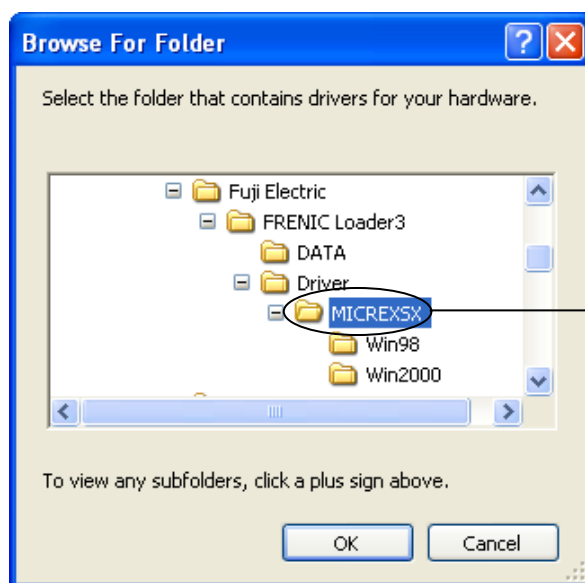 Browse For Folder
Select the folder that contains drivers for your hardware.
Fuji Electric
FRENIC Loader3
DATA
Driver
MICREXSX
Win98
Win2000
To view any subfolders, click a plus sign above.
OK Cancel